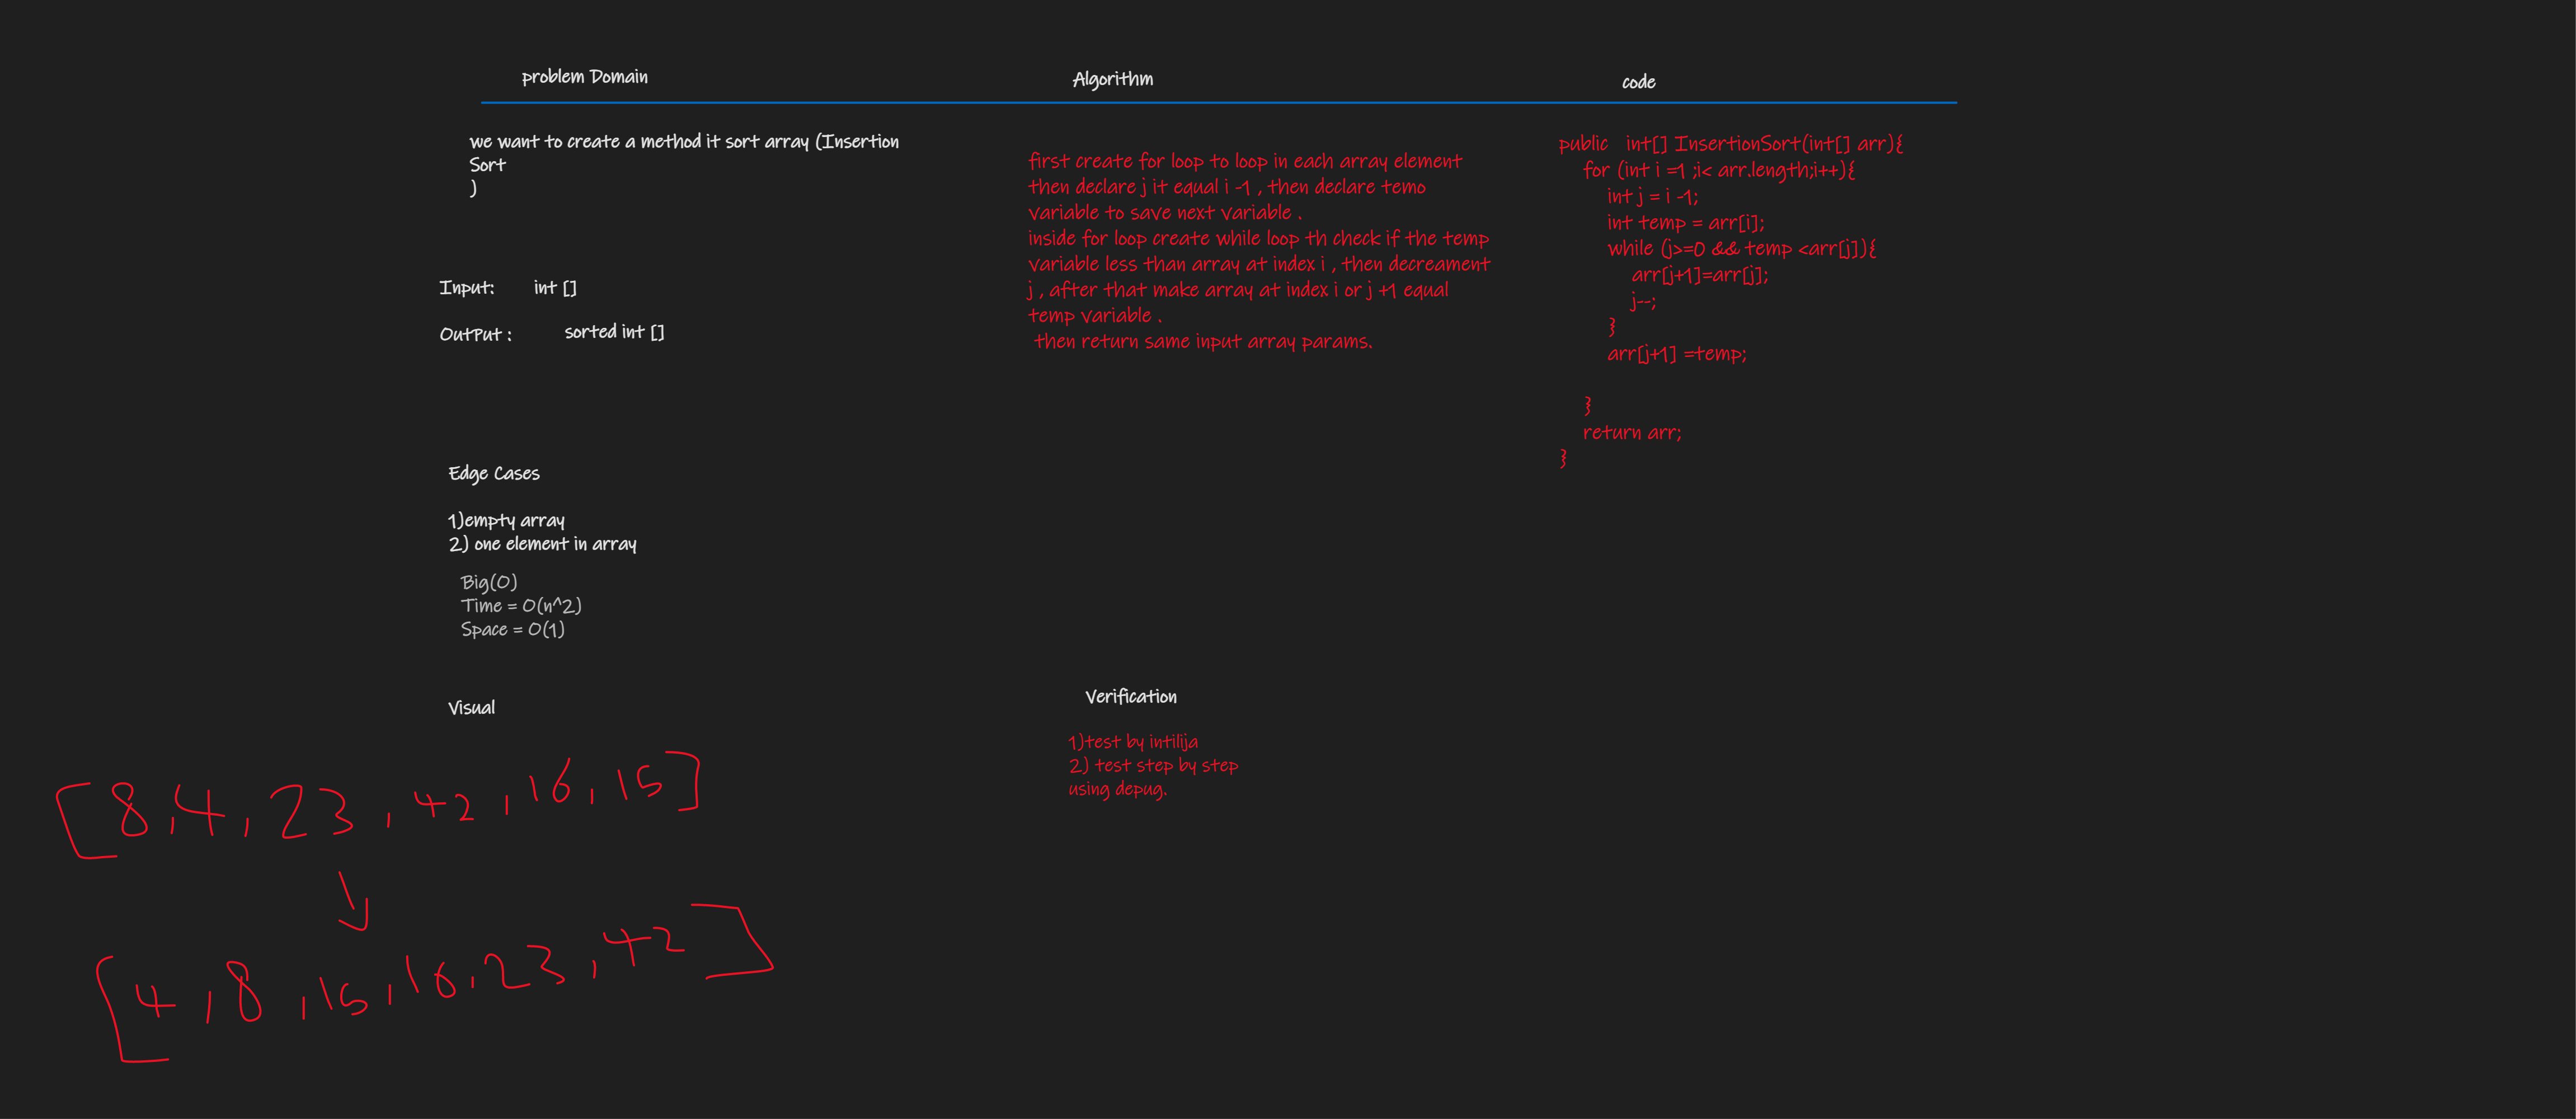 problem Domain
we want to create a method it sort array (Insertion
Sort
)
Input: int []
Output : sorted int []
Edge Cases
1)empty array
2) one element in array
Big(O)
Time = O(n^2)
Space = O(1)
Visual
[8,4,23,42,16,15]
[4,8,15,16,23,42]
Algorithm
first create for loop to loop in each array element
then declare j it equal i -1 , then declare temo
variable to save next variable .
inside for loop create while loop th check if the temp
variable less than array at index i , then decreament
j , after that make array at index i or j +1 equal
temp variable .
then return same input array params.
Verification
1)test by intilija
2) test step by step
using depug.
code
public int[] InsertionSort(int[] arr){
for (int i =1 ;i< arr.length;i++){
int j = i -1;
int temp = arr[i];
while (j>=0 && temp <arr[j]){
arr[j+1]=arr[j];
j--;
}
arr[j+1] =temp;
}
return arr;
}